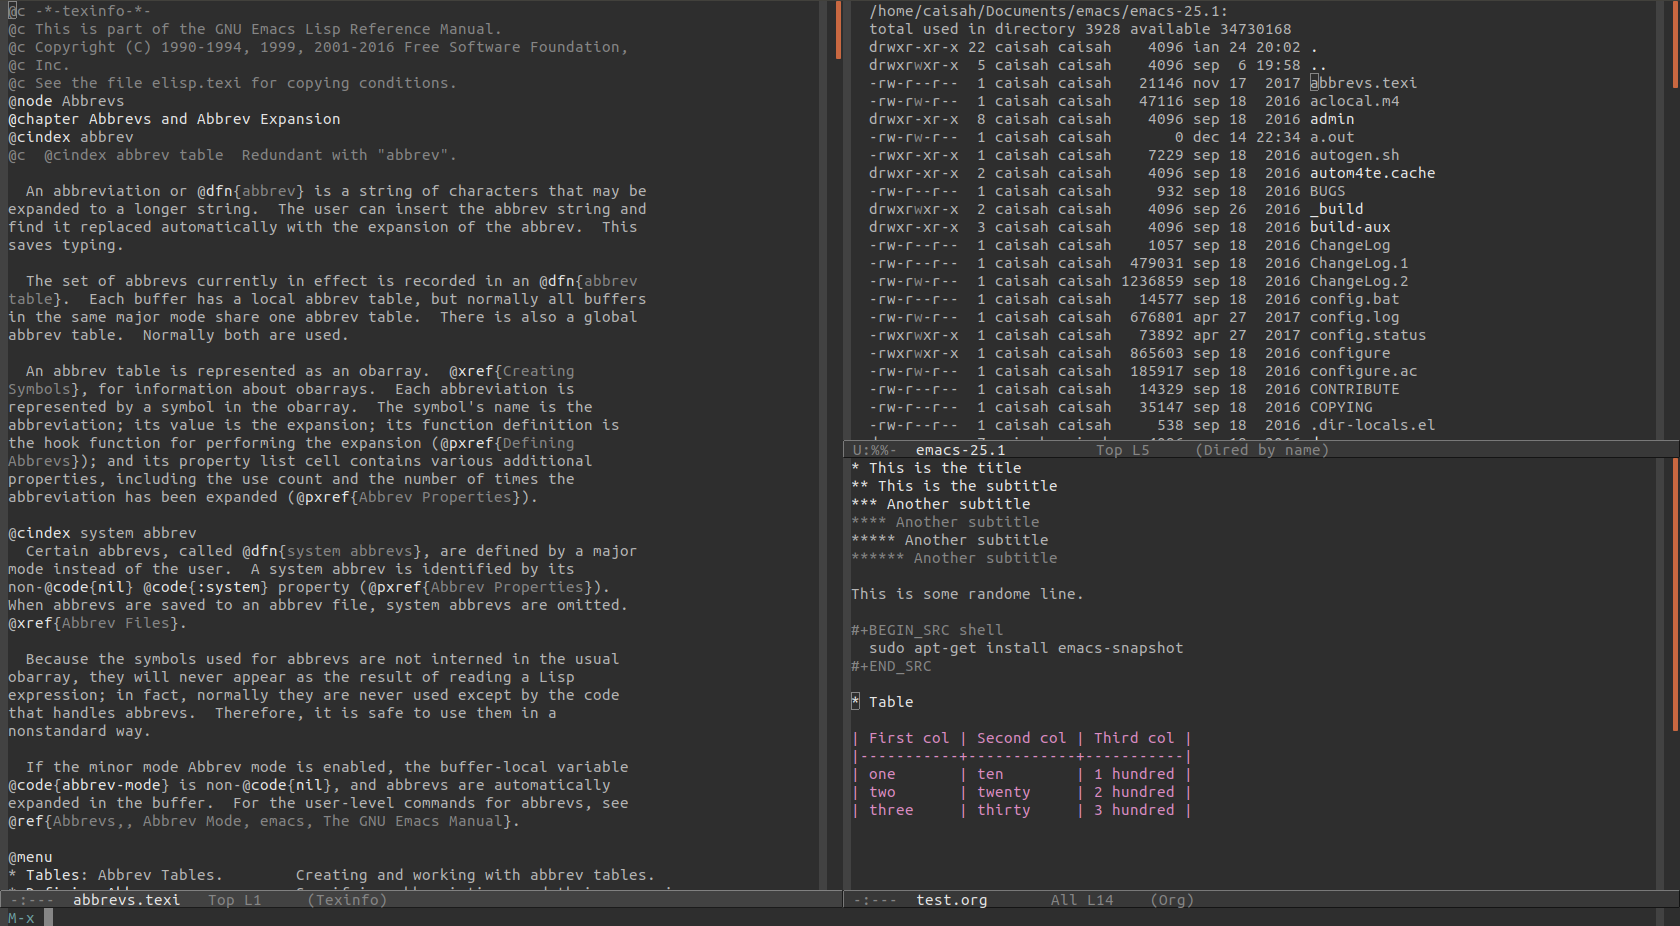 @c -*-texinfo-*-
@c This is part of the GNU Emacs Lisp Reference Manual.
@c Copyright (C) 1990-1994, 1999, 2001-2016 Free Software Foundation,
@c Inc.
@c See the file elisp.texi for copying conditions.
@node Abbrevs
@chapter Abbrevs and Abbrev Expansion
@cindex abbrev
@c  @cindex abbrev table  Redundant with "abbrev".

  An abbreviation or @dfn{abbrev} is a string of characters that may be
expanded to a longer string.  The user can insert the abbrev string and
find it replaced automatically with the expansion of the abbrev.  This
saves typing.

  The set of abbrevs currently in effect is recorded in an @dfn{abbrev
table}.  Each buffer has a local abbrev table, but normally all buffers
in the same major mode share one abbrev table.  There is also a global
abbrev table.  Normally both are used.

  An abbrev table is represented as an obarray.  @xref{Creating
Symbols}, for information about obarrays.  Each abbreviation is
represented by a symbol in the obarray.  The symbol's name is the
abbreviation; its value is the expansion; its function definition is
the hook function for performing the expansion (@pxref{Defining
Abbrevs}); and its property list cell contains various additional
properties, including the use count and the number of times the
abbreviation has been expanded (@pxref{Abbrev Properties}).

@cindex system abbrev
  Certain abbrevs, called @dfn{system abbrevs}, are defined by a major
mode instead of the user.  A system abbrev is identified by its
non-@code{nil} @code{:system} property (@pxref{Abbrev Properties}).
When abbrevs are saved to an abbrev file, system abbrevs are omitted.
@xref{Abbrev Files}.

  Because the symbols used for abbrevs are not interned in the usual
obarray, they will never appear as the result of reading a Lisp
expression; in fact, normally they are never used except by the code
that handles abbrevs.  Therefore, it is safe to use them in a
nonstandard way.

  If the minor mode Abbrev mode is enabled, the buffer-local variable
@code{abbrev-mode} is non-@code{nil}, and abbrevs are automatically
expanded in the buffer.  For the user-level commands for abbrevs, see
@ref{Abbrevs,, Abbrev Mode, emacs, The GNU Emacs Manual}.

@menu
* Tables: Abbrev Tables.        Creating and working with abbrev tables.
-:---  abbrevs.texi   Top L1     (Texinfo)
M-x
/home/caisah/Documents/emacs/emacs-25.1:
total used in directory 3928 available 34730168
drwxr-xr-x 22 caisah caisah    4096 ian 24 20:02 .
drwxrwxr-x  5 caisah caisah    4096 sep  6 19:58 ..
-rw-r--r--  1 caisah caisah   21146 nov 17  2017 abbrevs.texi
-rw-rw-r--  1 caisah caisah   47116 sep 18  2016 aclocal.m4
drwxr-xr-x  8 caisah caisah    4096 sep 18  2016 admin
-rw-rw-r--  1 caisah caisah       0 dec 14 22:34 a.out
-rwxr-xr-x  1 caisah caisah    7229 sep 18  2016 autogen.sh
drwxr-xr-x  2 caisah caisah    4096 sep 18  2016 autom4te.cache
-rw-r--r--  1 caisah caisah     932 sep 18  2016 BUGS
drwxrwxr-x  2 caisah caisah    4096 sep 26  2016 _build
drwxrwxr-x  3 caisah caisah    4096 sep 18  2016 build-aux
-rw-r--r--  1 caisah caisah    1057 sep 18  2016 ChangeLog
-rw-r--r--  1 caisah caisah  479031 sep 18  2016 ChangeLog.1
-rw-rw-r--  1 caisah caisah 1236859 sep 18  2016 ChangeLog.2
-rw-r--r--  1 caisah caisah   14577 sep 18  2016 config.bat
-rw-rw-r--  1 caisah caisah  676801 apr 27  2017 config.log
-rwxrwxr-x  1 caisah caisah   73892 apr 27  2017 config.status
-rwxrwxr-x  1 caisah caisah  865603 sep 18  2016 configure
-rw-rw-r--  1 caisah caisah  185917 sep 18  2016 configure.ac
-rw-r--r--  1 caisah caisah   14329 sep 18  2016 CONTRIBUTE
-rw-r--r--  1 caisah caisah   35147 sep 18  2016 COPYING
-rw-r--r--  1 caisah caisah     538 sep 18  2016 .dir-locals.el
U:%%-  emacs-25.1          Top L5     (Dired by name)
* This is the title
** This is the subtitle
*** Another subtitle
**** Another subtitle
***** Another subtitle
****** Another subtitle

This is some randome line.

#+BEGIN_SRC shell
  sudo apt-get install emacs-snapshot
#+END_SRC

* Table

| First col | Second col | Third col |
|-----------+------------+-----------|
| one       | ten        | 1 hundred |
| two       | twenty     | 2 hundred |
| three     | thirty     | 3 hundred |
-:---  test.org       All L14    (Org)